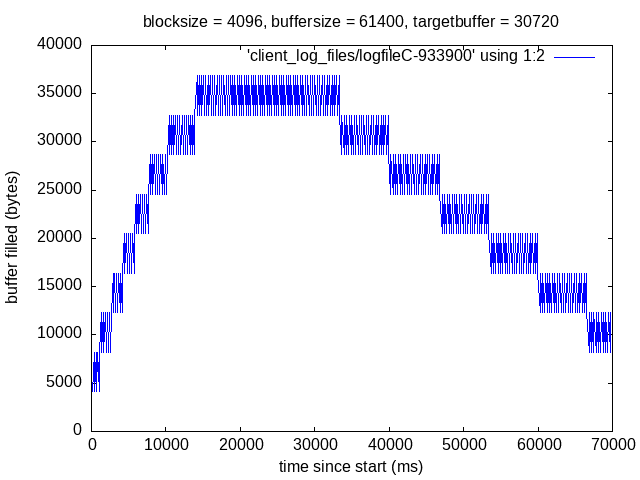 blocksize = 4096, buffersize = 61400, targetbuffer = 30720
'client_log_files/logfileC-933900' using 1:2
buffer filled (bytes)
40000
35000
30000
25000
20000
15000
10000
5000
0
0 10000 20000 30000 40000 50000 60000 70000
time since start (ms)